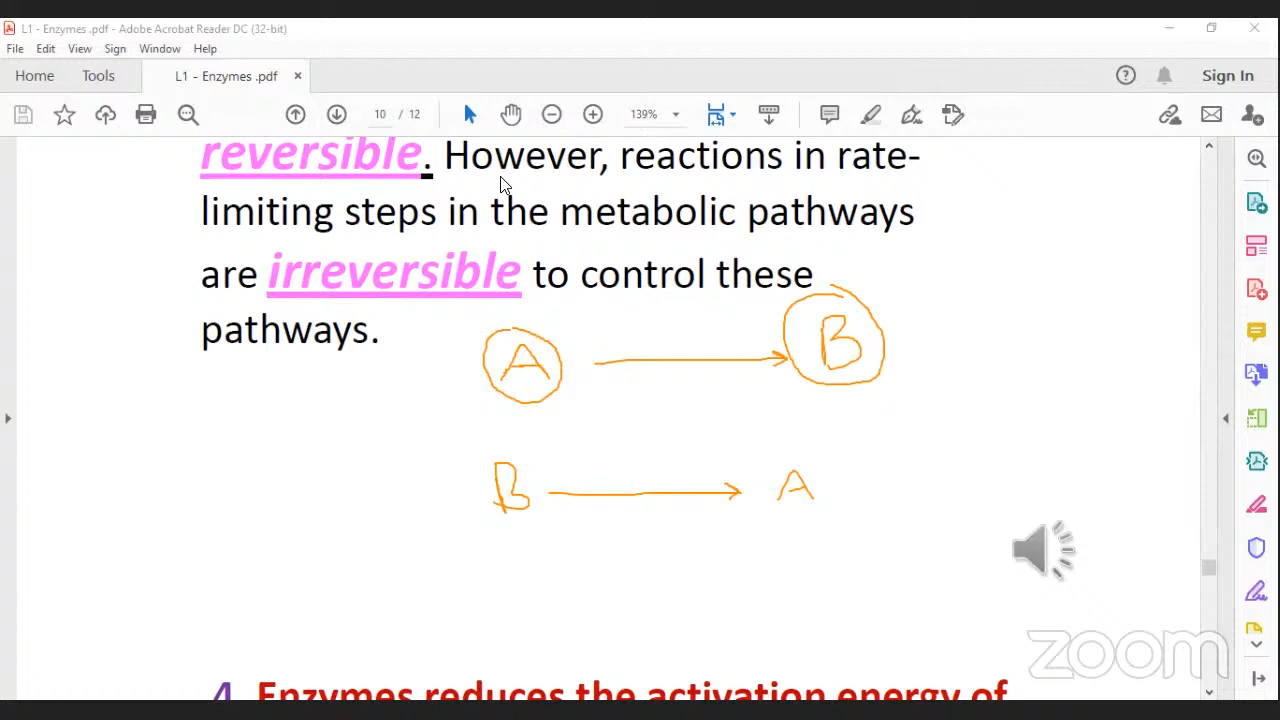 L1 - Enzymes .pdf - Adobe Acrobat Reader DC (32-bit)
File Edit View Sign Window Help
Home Tools L1 - Enzymes .pdf × Sign In
10 / 12 139%
reversible. However, reactions in rate-
limiting steps in the metabolic pathways
are irreversible to control these
pathways.
A B
B A
zoom
4. Enzymes reduces the activation energy of